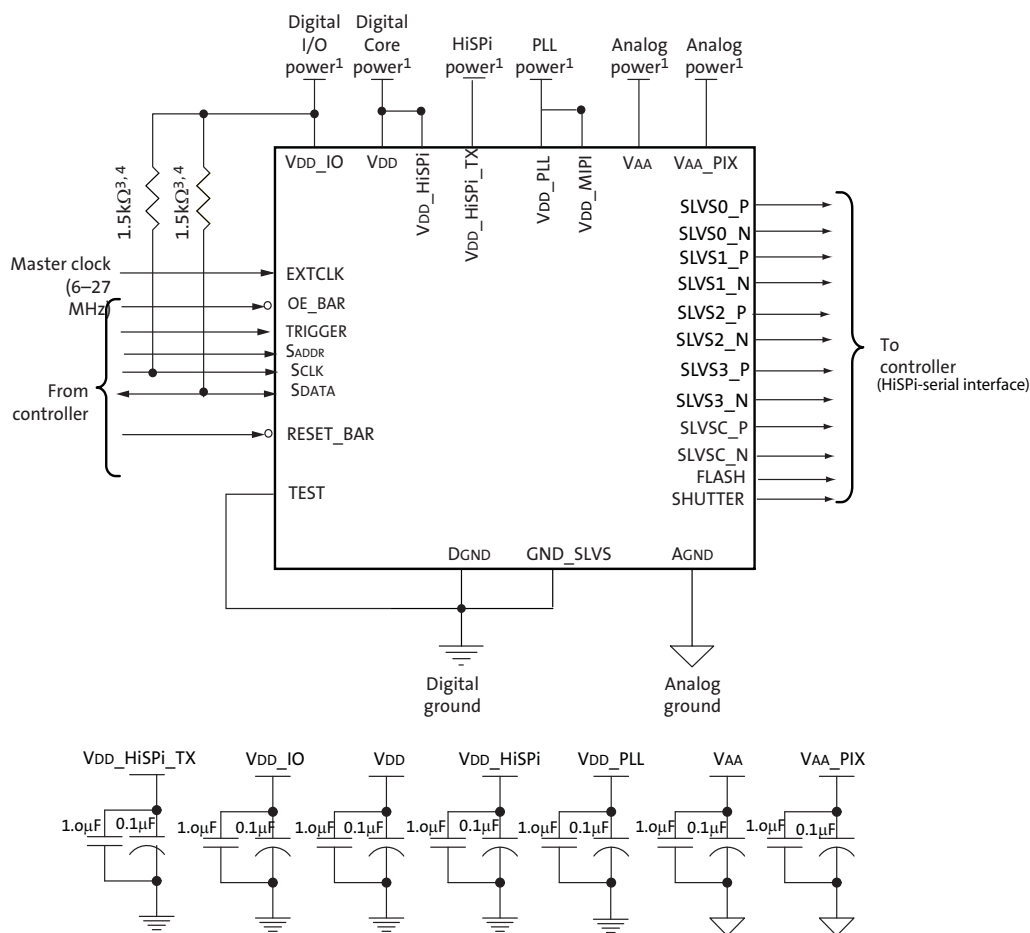 Digital
I/O
power1
Digital
Core
power1
HiSPi
power1
PLL
power1
Analog
power1
Analog
power1
VDD_IO
VDD
VDD_HiSPi
VDD_HiSPi_TX
VDD_PLL
VDD_MIPI
VAA
VAA_PIX
1.5kΩ3, 4
1.5kΩ3, 4
Master clock
(6–27
MHz)
From
controller
EXTCLK
OE_BAR
TRIGGER
SADDR
SCLK
SDATA
RESET_BAR
TEST
SLVS0_P
SLVS0_N
SLVS1_P
SLVS1_N
SLVS2_P
SLVS2_N
SLVS3_P
SLVS3_N
SLVSC_P
SLVSC_N
FLASH
SHUTTER
To
controller
(HiSPi-serial interface)
DGND
GND_SLVS
AGND
Digital
ground
Analog
ground
VDD_HiSPi_TX
VDD_IO
VDD
VDD_HiSPi
VDD_PLL
VAA
VAA_PIX
1.0μF
0.1μF
1.0μF
0.1μF
1.0μF
0.1μF
1.0μF
0.1μF
1.0μF
0.1μF
1.0μF
0.1μF
1.0μF
0.1μF